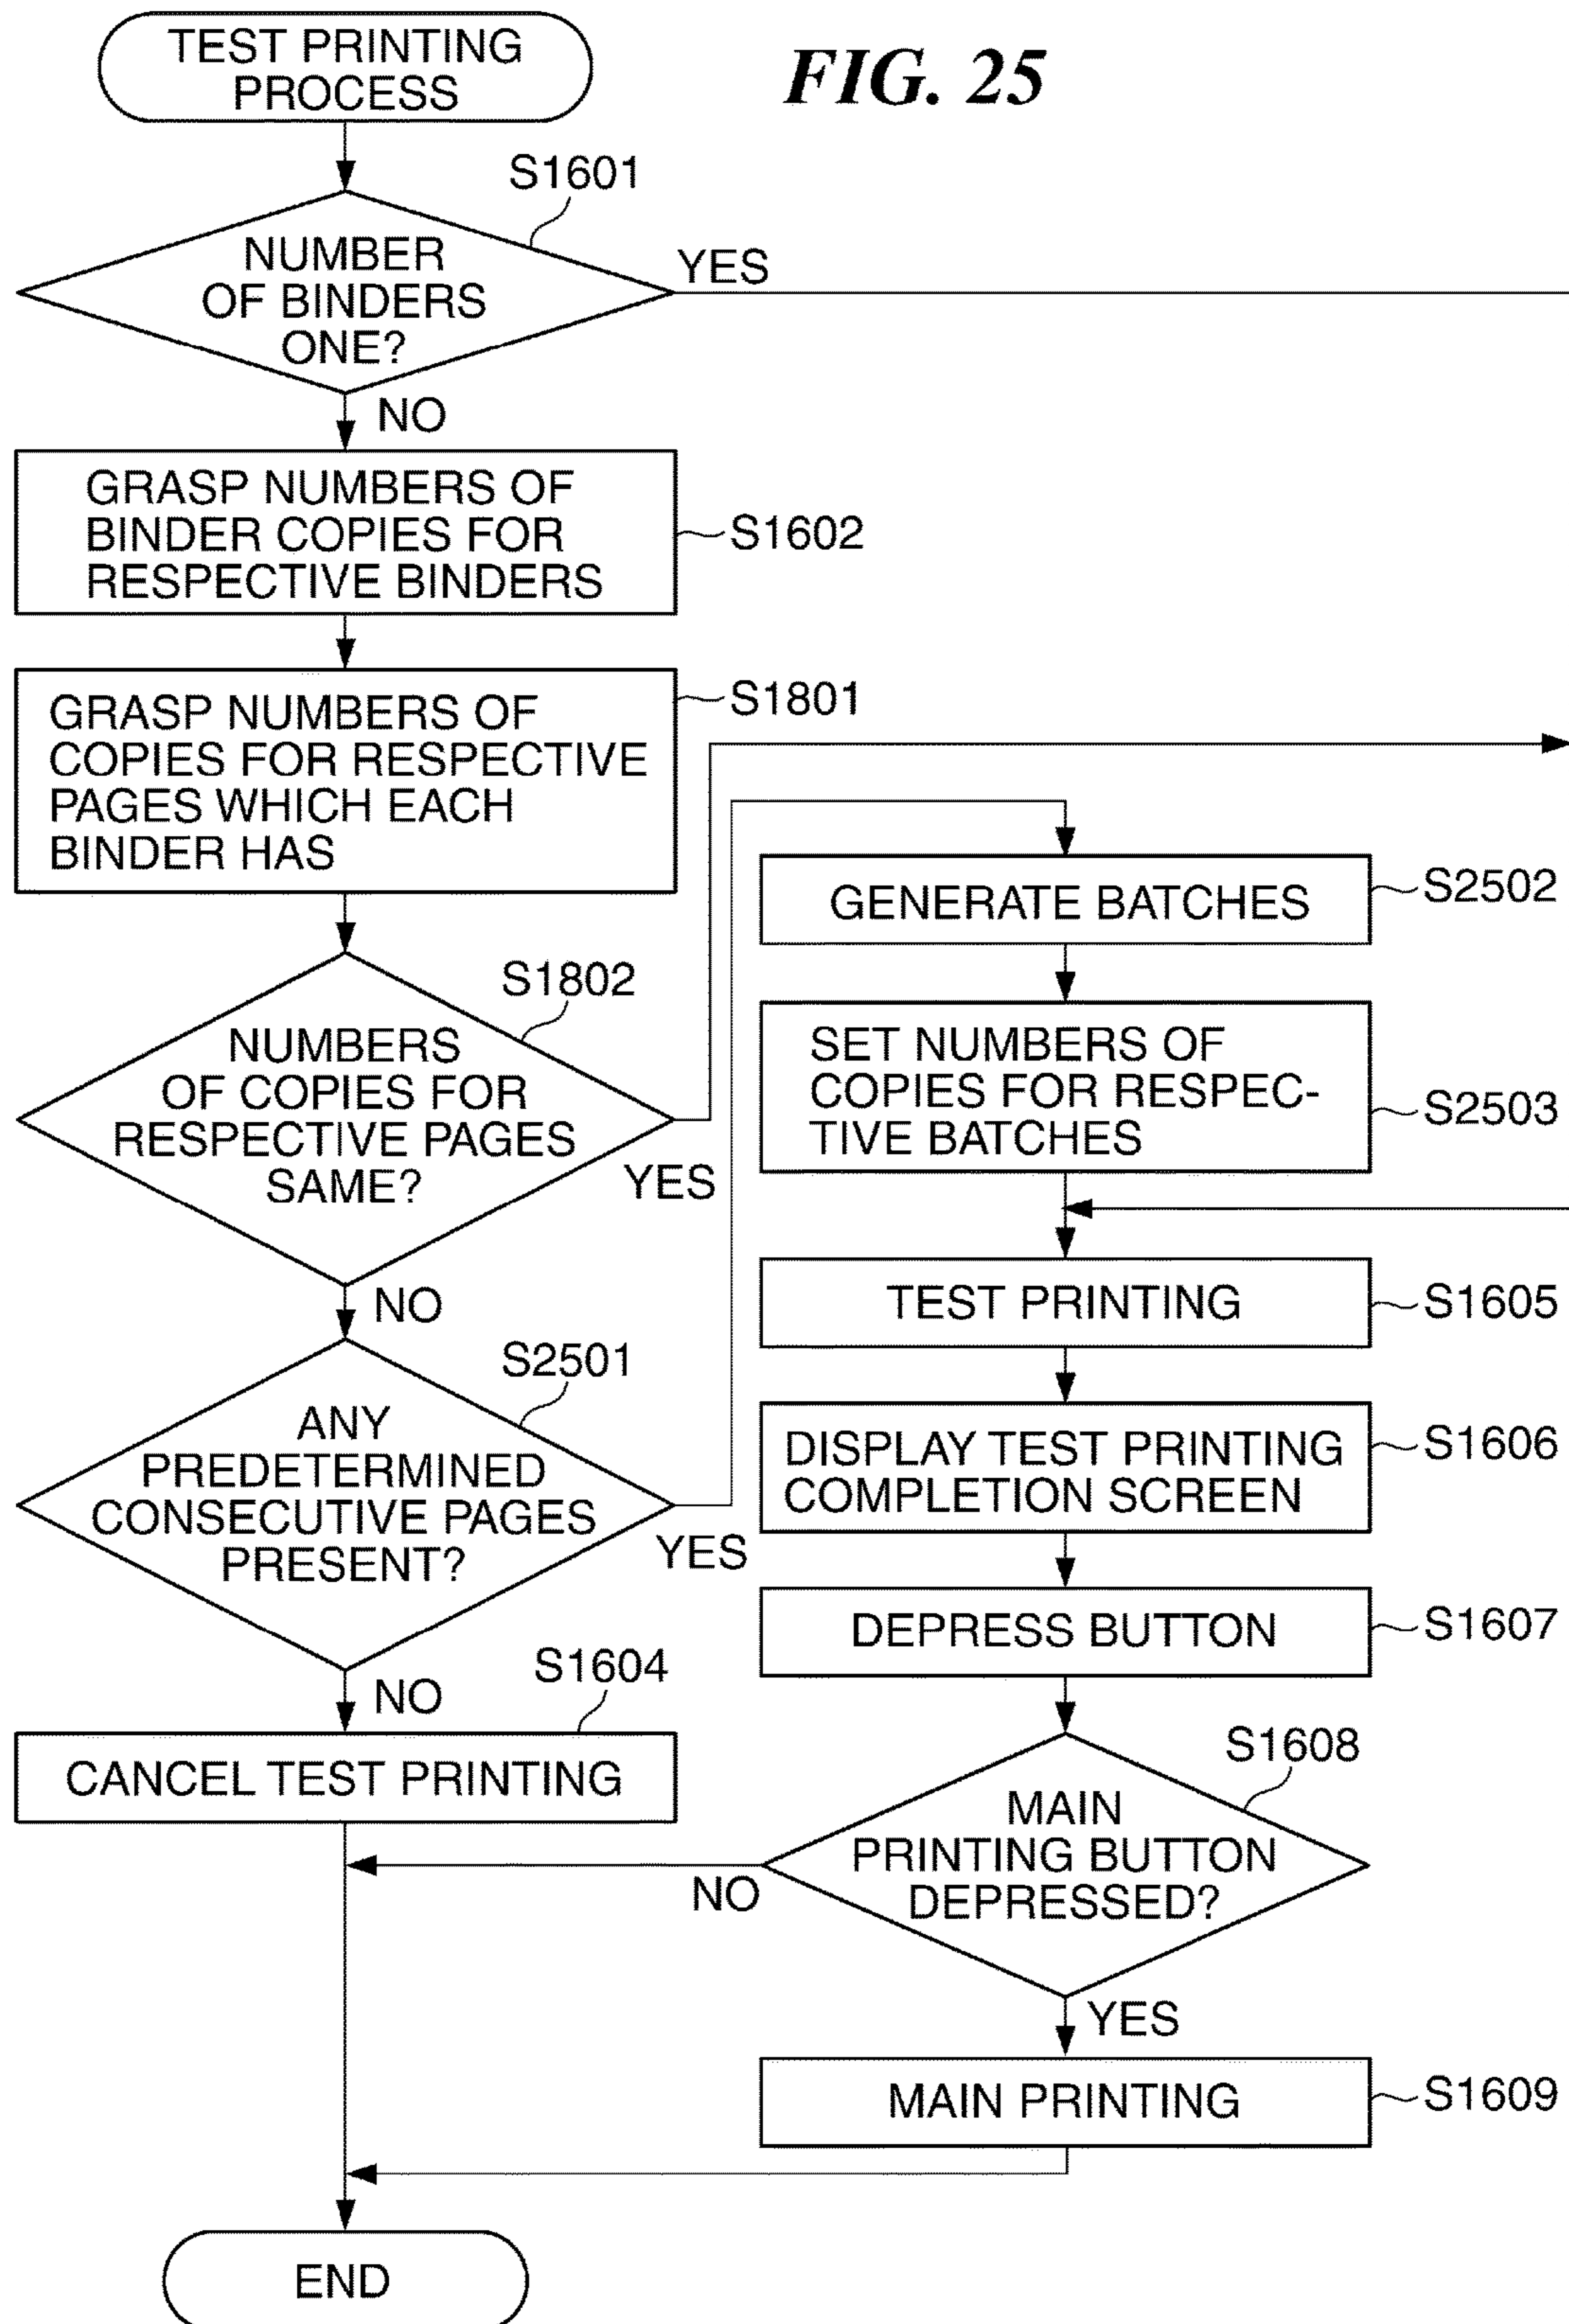 TEST PRINTING
PROCESS
FIG. 25
S1601
NUMBER
OF BINDERS
ONE?
YES
NO
GRASP NUMBERS OF
BINDER COPIES FOR
RESPECTIVE BINDERS
S1602
GRASP NUMBERS OF
COPIES FOR RESPECTIVE
PAGES WHICH EACH
BINDER HAS
S1801
S1802
NUMBERS
OF COPIES FOR
RESPECTIVE PAGES
SAME?
YES
NO
S2501
ANY
PREDETERMINED
CONSECUTIVE PAGES
PRESENT?
YES
NO
S1604
CANCEL TEST PRINTING
GENERATE BATCHES
S2502
SET NUMBERS OF
COPIES FOR RESPEC-
TIVE BATCHES
S2503
TEST PRINTING
S1605
DISPLAY TEST PRINTING
COMPLETION SCREEN
S1606
DEPRESS BUTTON
S1607
S1608
MAIN
PRINTING BUTTON
DEPRESSED?
NO
YES
MAIN PRINTING
S1609
END